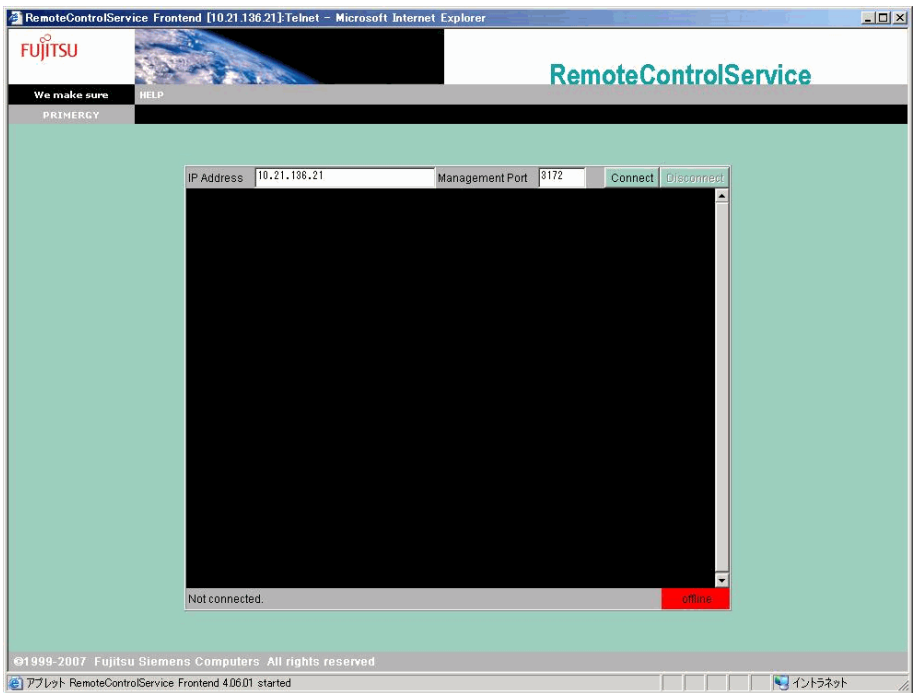 RemoteControlService Frontend [10.21.136.21]:Telnet - Microsoft Internet Explorer
FUJITSU
RemoteControlService
We make sure
HELP
PRIMERGY
IP Address 10.21.136.21 Management Port 3172 Connect Disconnect
Not connected. offline
©1999-2007 Fujitsu Siemens Computers All rights reserved
アプレット RemoteControlService Frontend 4.06.01 started イントラネット